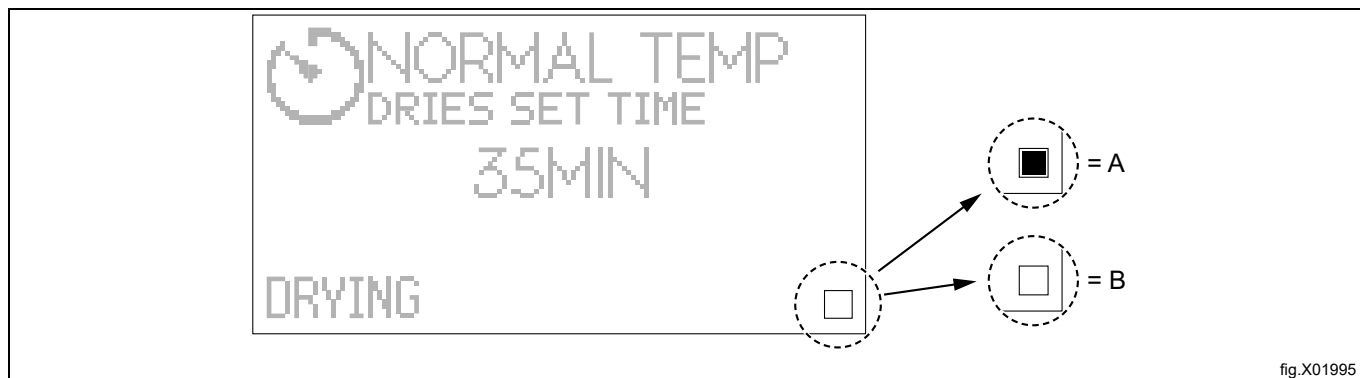 NORMAL TEMP
DRIES SET TIME
35MIN
DRYING
= A
= B
fig.X01995